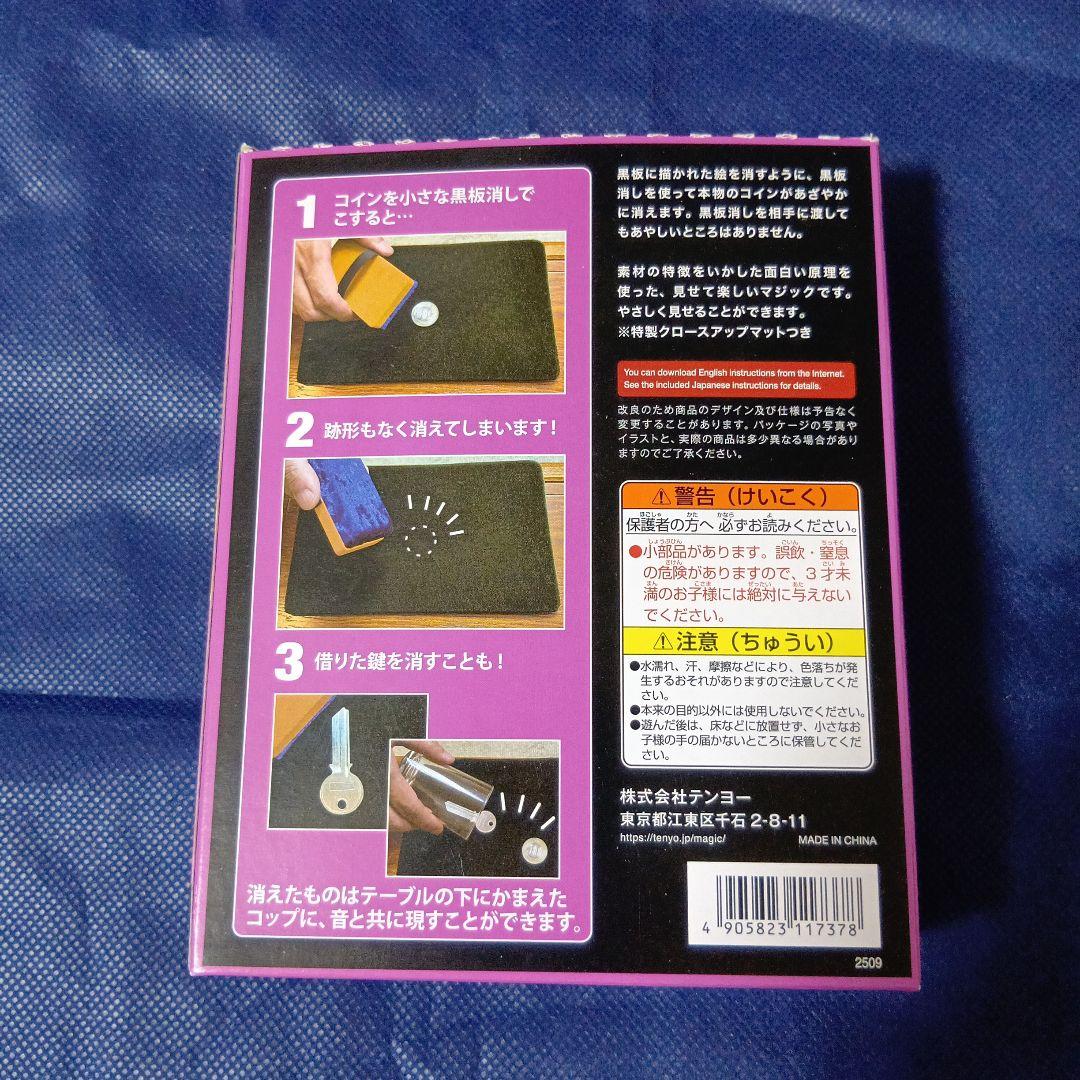 1
コインを小さな黒板消しで
こすると…
2
跡形もなく消えてしまいます！
3
借りた鍵を消すことも！
消えたものはテーブルの下にかまえた
コップに、音と共に現すことができます。
黒板に描かれた絵を消すように、黒板
消しを使って本物のコインがあざやか
に消えます。黒板消しを相手に渡して
もあやしいところはありません。
素材の特徴をいかした面白い原理を
使った、見せて楽しいマジックです。
やさしく見せることができます。
※特製クロースアップマットつき
You can download English instructions from the Internet.
See the included Japanese instructions for details.
改良のため商品のデザイン及び仕様は予告なく
変更することがあります。パッケージの写真や
イラストと、実際の商品は多少異なる場合があり
ますのでご了承ください。
⚠警告（けいこく）
保護者の方へ 必ずお読みください。
●小部品があります。誤飲・窒息
の危険がありますので、3才未
満のお子様には絶対に与えない
でください。
⚠注意（ちゅうい）
●水濡れ、汗、摩擦などにより、色落ちが発
生するおそれがありますので注意してくだ
さい。
●本来の目的以外には使用しないでください。
●遊んだ後は、床などに放置せず、小さなお
子様の手の届かないところに保管してくだ
さい。
株式会社テンヨー
東京都江東区千石 2-8-11
https://tenyo.jp/magic/ MADE IN CHINA
4 905823 117378
2509